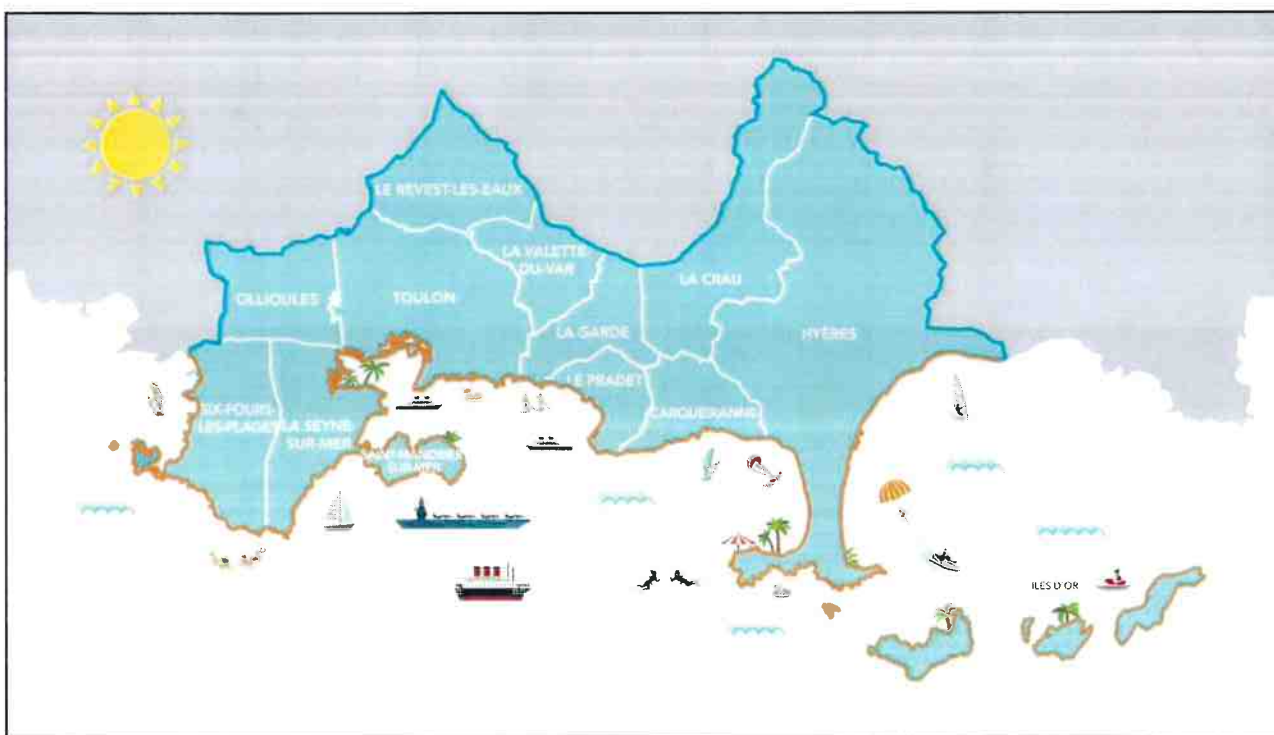 LE REVEST-LES-EAUX
LA VALETTE-
DU-VAR
OLLIOULES
TOULON
LA CRAU
LA GARDE
HYÈRES
LE PRADET
SIX-FOURS-
LES-PLAGES
LA SEYNE-
SUR-MER
CARQUEIRANNE
SAINT-MANDRIER
SUR-MER
ILES D'OR